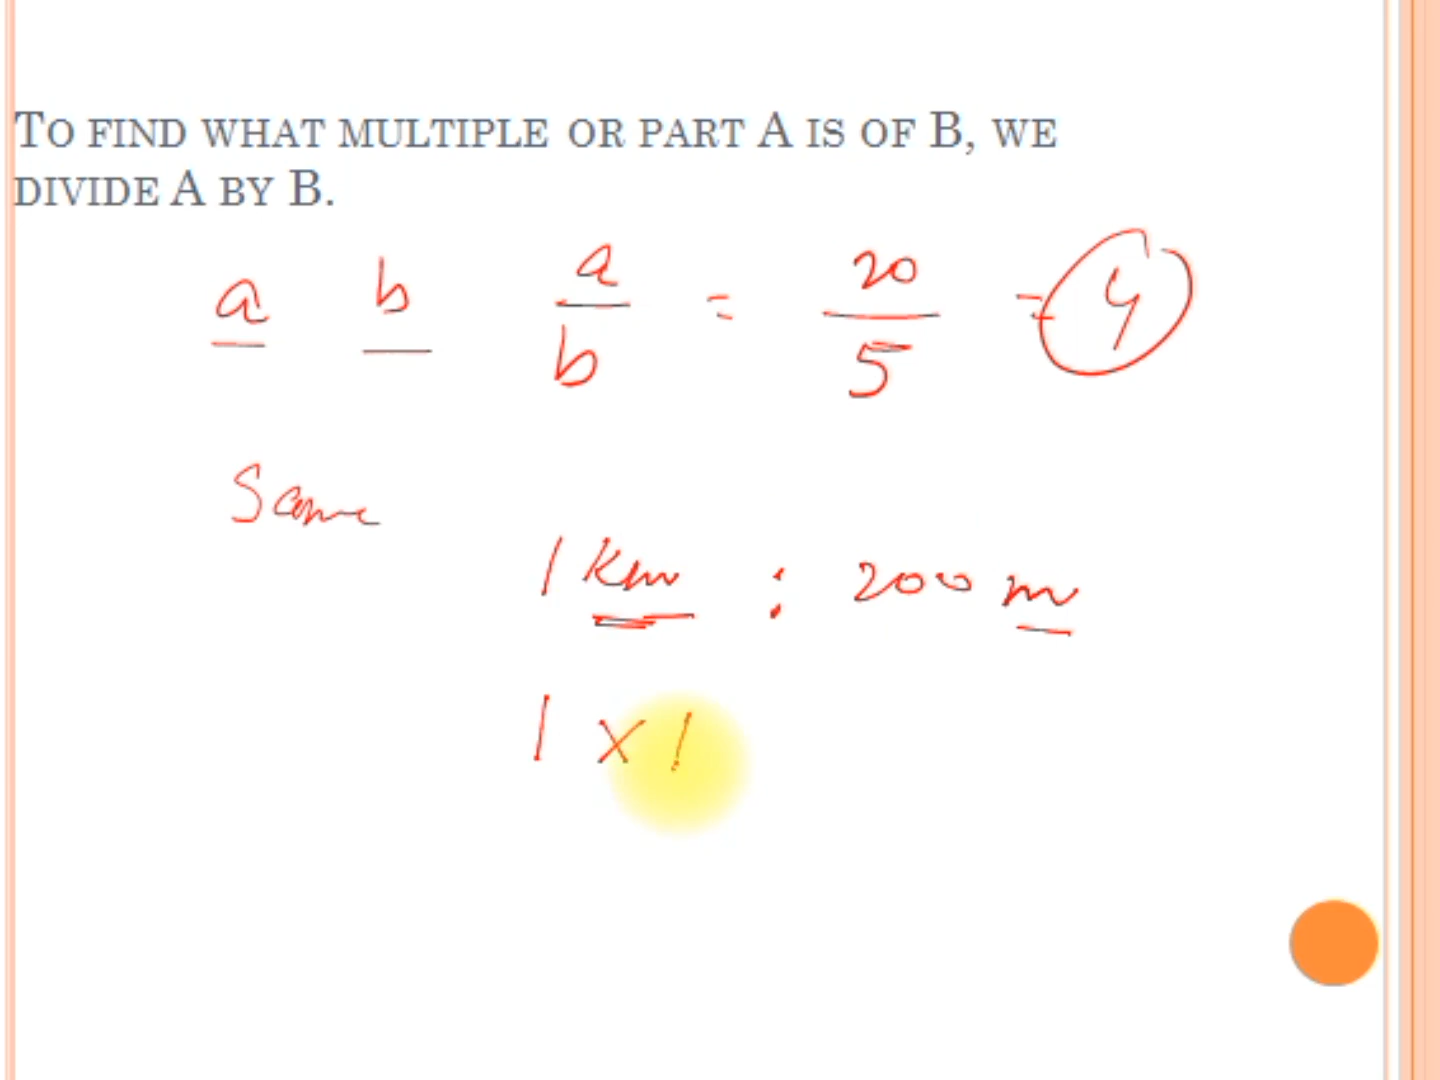 TO FIND WHAT MULTIPLE OR PART A IS OF B, WE
DIVIDE A BY B.
a b a/b = 20/5 = 4
Same
1 Km : 200 m
1 × 1